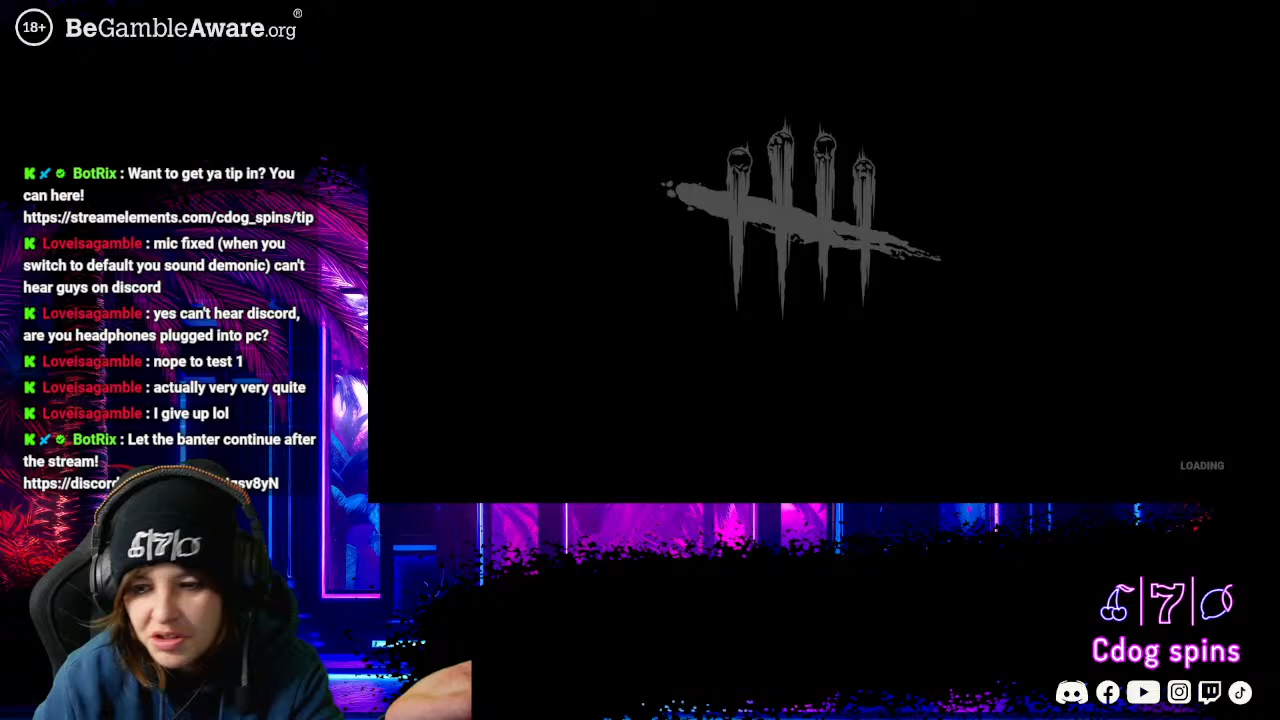 18+ BeGambleAware.org®
BotRix : Want to get ya tip in? You
can here!
https://streamelements.com/cdog_spins/tip
Loveisagamble : mic fixed (when you
switch to default you sound demonic) can't
hear guys on discord
Loveisagamble : yes can't hear discord,
are you headphones plugged into pc?
Loveisagamble : nope to test 1
Loveisagamble : actually very very quite
Loveisagamble : I give up lol
BotRix : Let the banter continue after
the stream!
https://discord
LOADING
7
7
Cdog spins